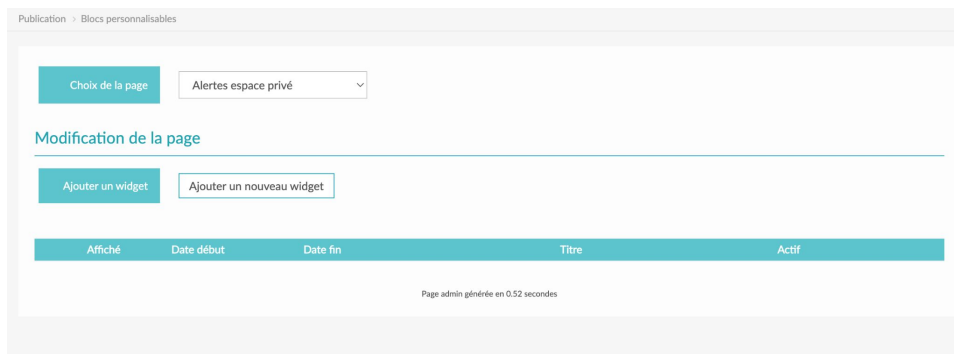 Publication > Blocs personnalisables
Choix de la page Alertes espace privé
Modification de la page
Ajouter un widget Ajouter un nouveau widget
Affiché Date début Date fin Titre Actif
Page admin générée en 0.52 secondes